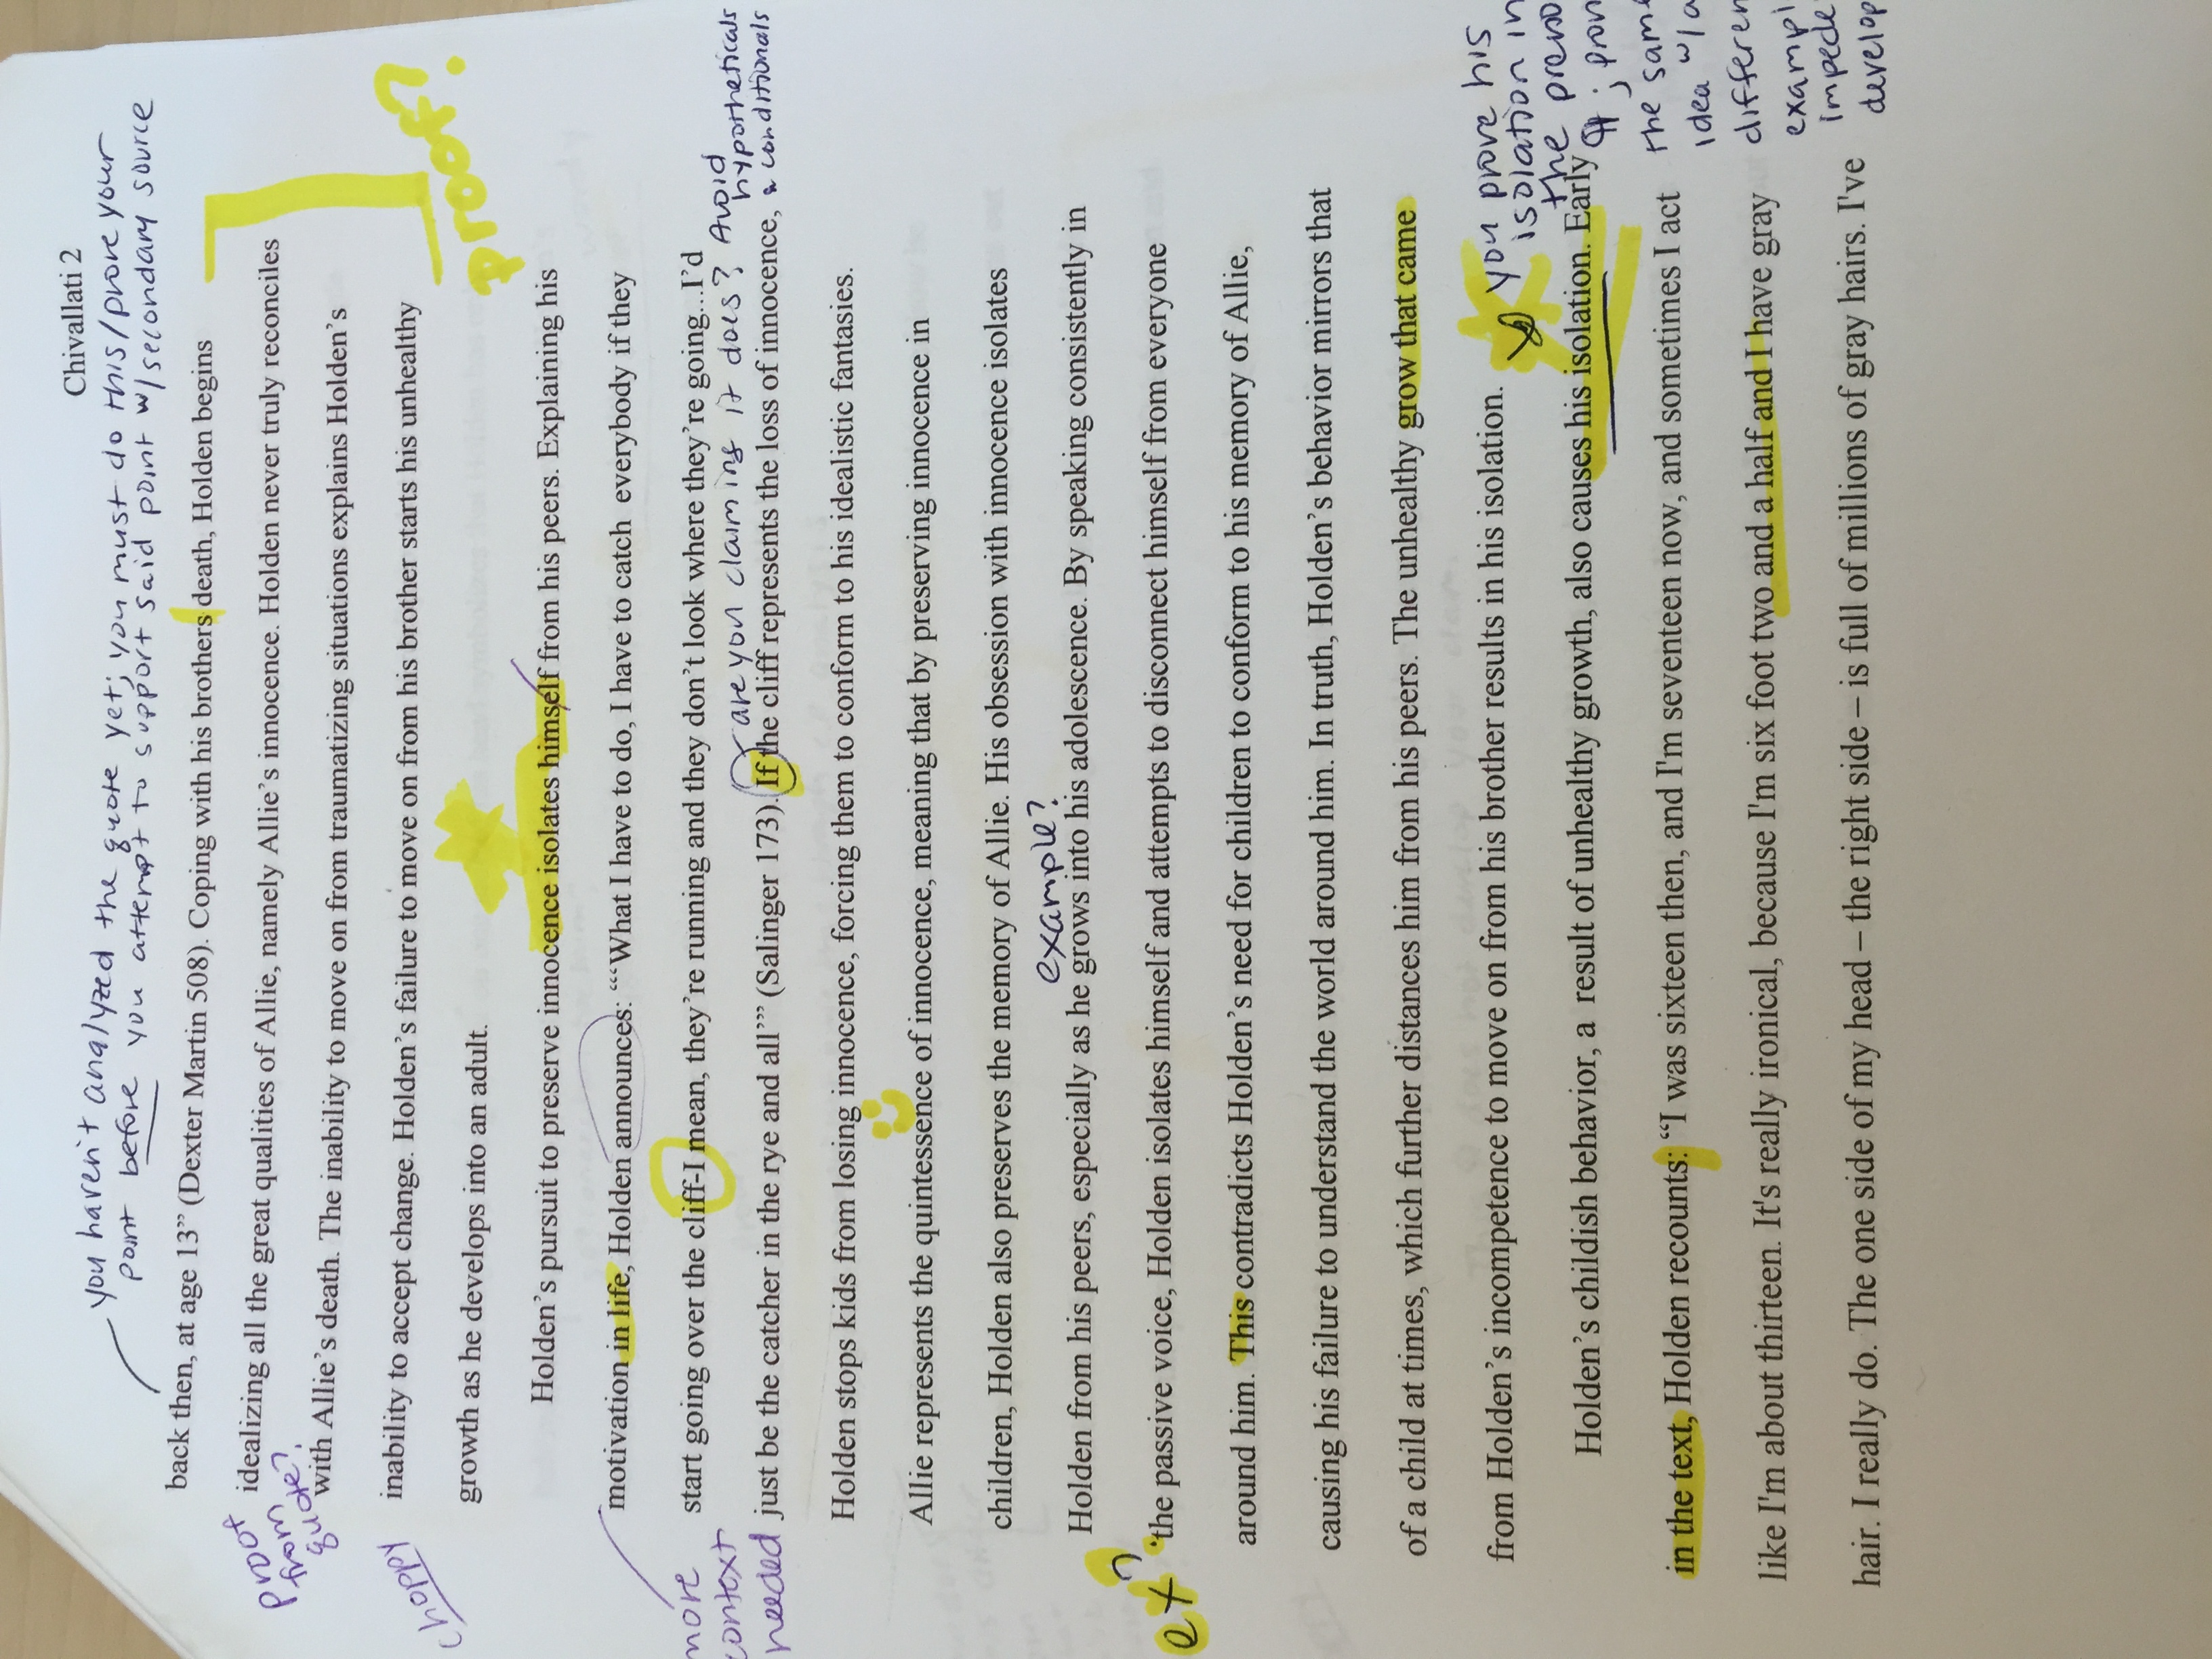 Chivallati 2
you haven't analyzed the quote yet; you must do this/prove your
point before you attempt to support said point w/secondary source
back then, at age 13” (Dexter Martin 508). Coping with his brothers death, Holden begins
proof
from
quote?
idealizing all the great qualities of Allie, namely Allie’s innocence. Holden never truly reconciles
with Allie’s death. The inability to move on from traumatizing situations explains Holden’s
choppy
inability to accept change. Holden’s failure to move on from his brother starts his unhealthy
proof?
growth as he develops into an adult.
Holden’s pursuit to preserve innocence isolates himself from his peers. Explaining his
motivation in life, Holden announces: “‘What I have to do, I have to catch everybody if they
more
context
needed
start going over the cliff-I mean, they’re running and they don’t look where they’re going...I’d
are you claiming it does? Avoid
hypotheticals
& conditionals
just be the catcher in the rye and all’” (Salinger 173). If the cliff represents the loss of innocence,
Holden stops kids from losing innocence, forcing them to conform to his idealistic fantasies.
Allie represents the quintessence of innocence, meaning that by preserving innocence in
children, Holden also preserves the memory of Allie. His obsession with innocence isolates
example?
Holden from his peers, especially as he grows into his adolescence. By speaking consistently in
ex?
the passive voice, Holden isolates himself and attempts to disconnect himself from everyone
around him. This contradicts Holden’s need for children to conform to his memory of Allie,
causing his failure to understand the world around him. In truth, Holden’s behavior mirrors that
of a child at times, which further distances him from his peers. The unhealthy grow that came
from Holden’s incompetence to move on from his brother results in his isolation.
you prove his
isolation in
the
¶;
the same
idea w/a
Holden’s childish behavior, a result of unhealthy growth, also causes his isolation. Early
in the text, Holden recounts: “I was sixteen then, and I'm seventeen now, and sometimes I act
like I'm about thirteen. It's really ironical, because I'm six foot two and a half and I have gray
hair. I really do. The one side of my head – the right side – is full of millions of gray hairs. I've